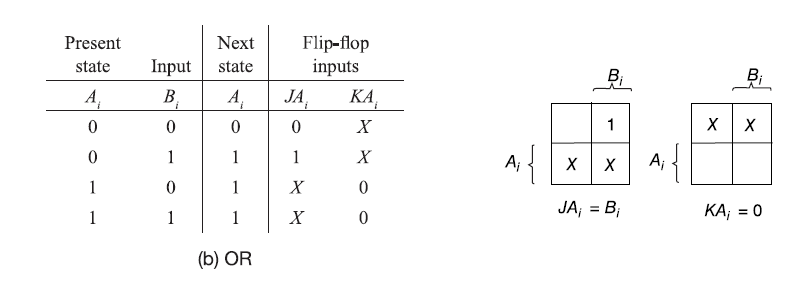 Present Next Flip-flop
state Input state inputs
A_i B_i A_i JA_i KA_i
0 0 0 0 X
0 1 1 1 X
1 0 1 X 0
1 1 1 X 0
(b) OR
B_i
1
A_i X X
JA_i = B_i
B_i
X X
A_i
KA_i = 0